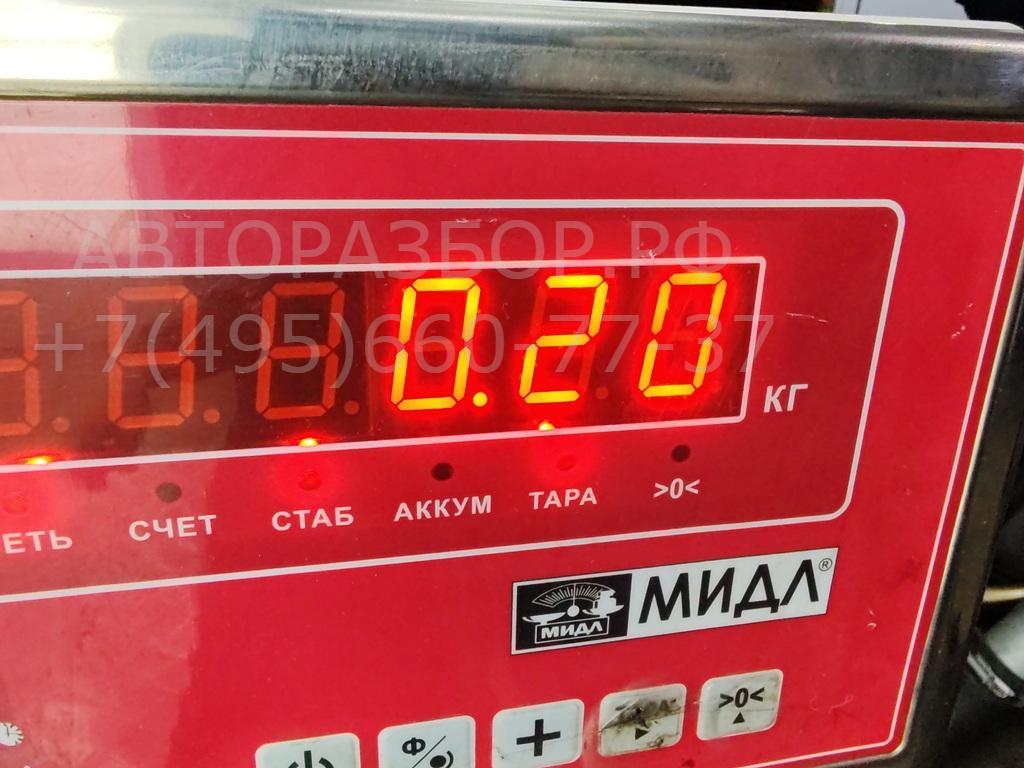 АВТОРАЗБОР.РФ
+7(495)660-77-37
0.20
КГ
ЕТЬ СЧЕТ СТАБ АККУМ ТАРА >0<
МИДЛ МИДЛ®
Ф + >0<